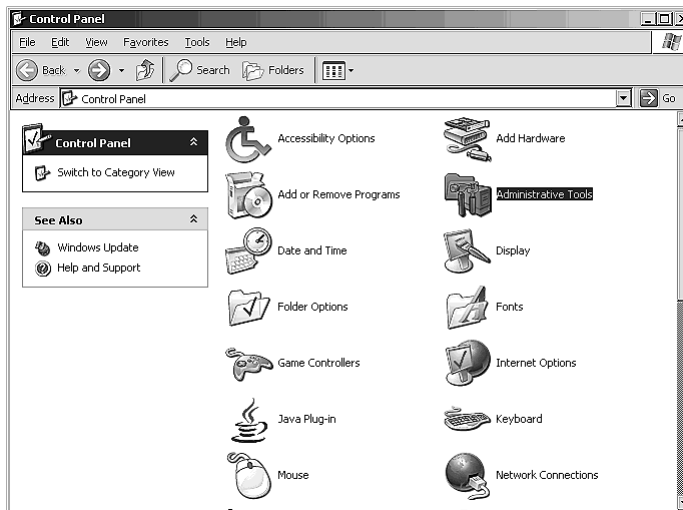 Control Panel
File Edit View Favorites Tools Help
Back Search Folders
Address Control Panel Go
Control Panel
Switch to Category View
See Also
Windows Update
Help and Support
Accessibility Options Add Hardware
Add or Remove Programs Administrative Tools
Date and Time Display
Folder Options Fonts
Game Controllers Internet Options
Java Plug-in Keyboard
Mouse Network Connections